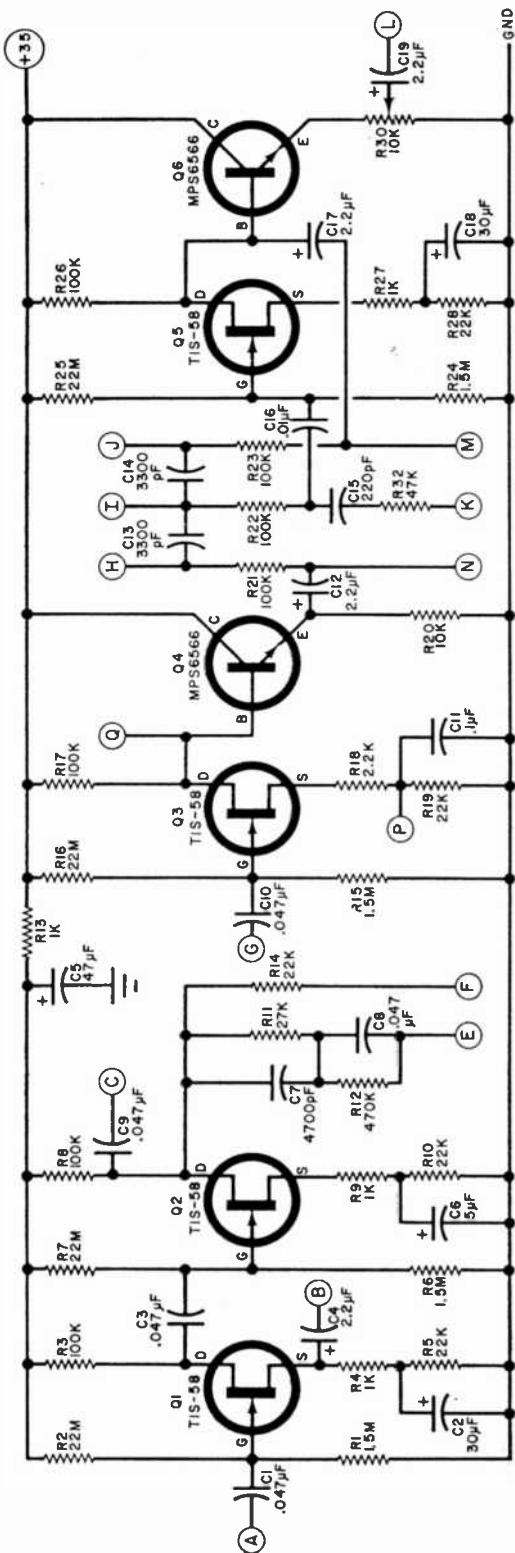 +35
GND
A
C1
.047µF
R2
22M
R1
1.5M
Q1
TIS-58
G
D
S
R3
100K
C3
.047µF
B
C4
2.2µF
R4
1K
R5
22K
C2
30µF
R7
22M
R6
1.5M
Q2
TIS-58
G
D
S
R8
100K
C9
.047µF
C
R9
1K
R10
22K
C6
5µF
C7
4700pF
R11
27K
R12
470K
C8
.047
µF
R14
22K
E
F
C5
47µF
R13
1K
G
C10
.047µF
R16
22M
R15
1.5M
Q3
TIS-58
G
D
S
R17
100K
Q
R18
2.2K
P
R19
22K
C11
.1µF
Q4
MPS6566
B
C
E
R20
10K
C12
2.2µF
H
I
J
C13
3300
pF
C14
3300
pF
R21
100K
R22
100K
R23
100K
C15
220pF
R32
47K
C16
.01µF
N
K
M
R25
22M
R24
1.5M
Q5
TIS-58
G
D
S
R26
100K
R27
1K
R28
22K
C18
30µF
C17
2.2µF
Q6
MPS6566
B
C
E
R30
10K
C19
2.2µF
L